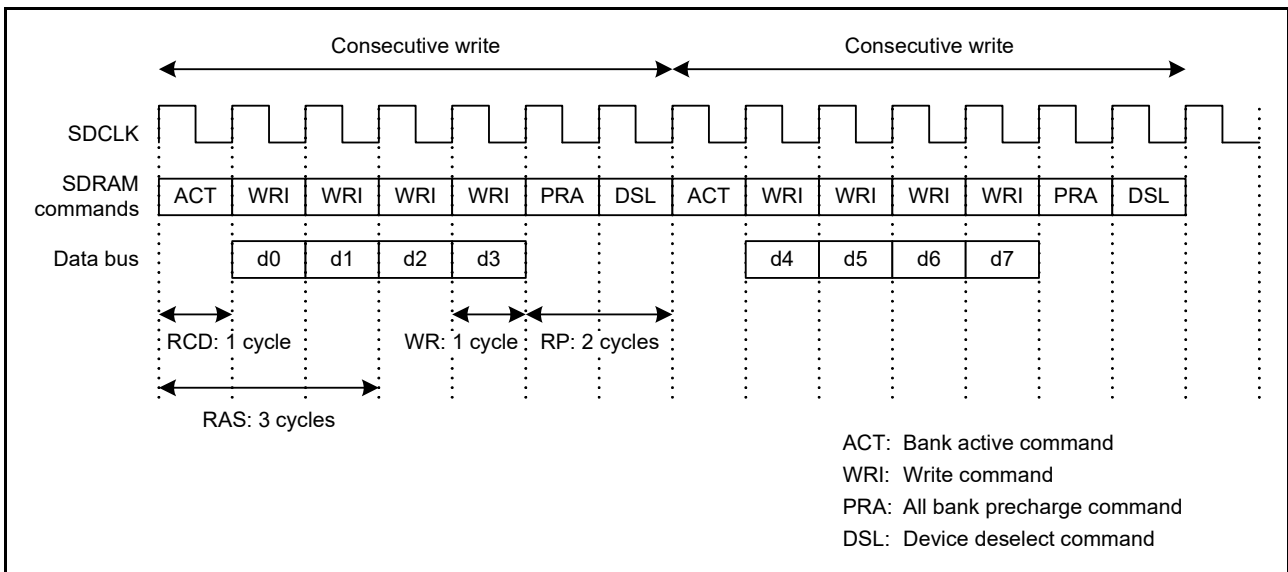 Consecutive write Consecutive write
SDCLK
SDRAM commands ACT WRI WRI WRI WRI PRA DSL ACT WRI WRI WRI WRI PRA DSL
Data bus d0 d1 d2 d3 d4 d5 d6 d7
RCD: 1 cycle WR: 1 cycle RP: 2 cycles
RAS: 3 cycles
ACT: Bank active command
WRI: Write command
PRA: All bank precharge command
DSL: Device deselect command